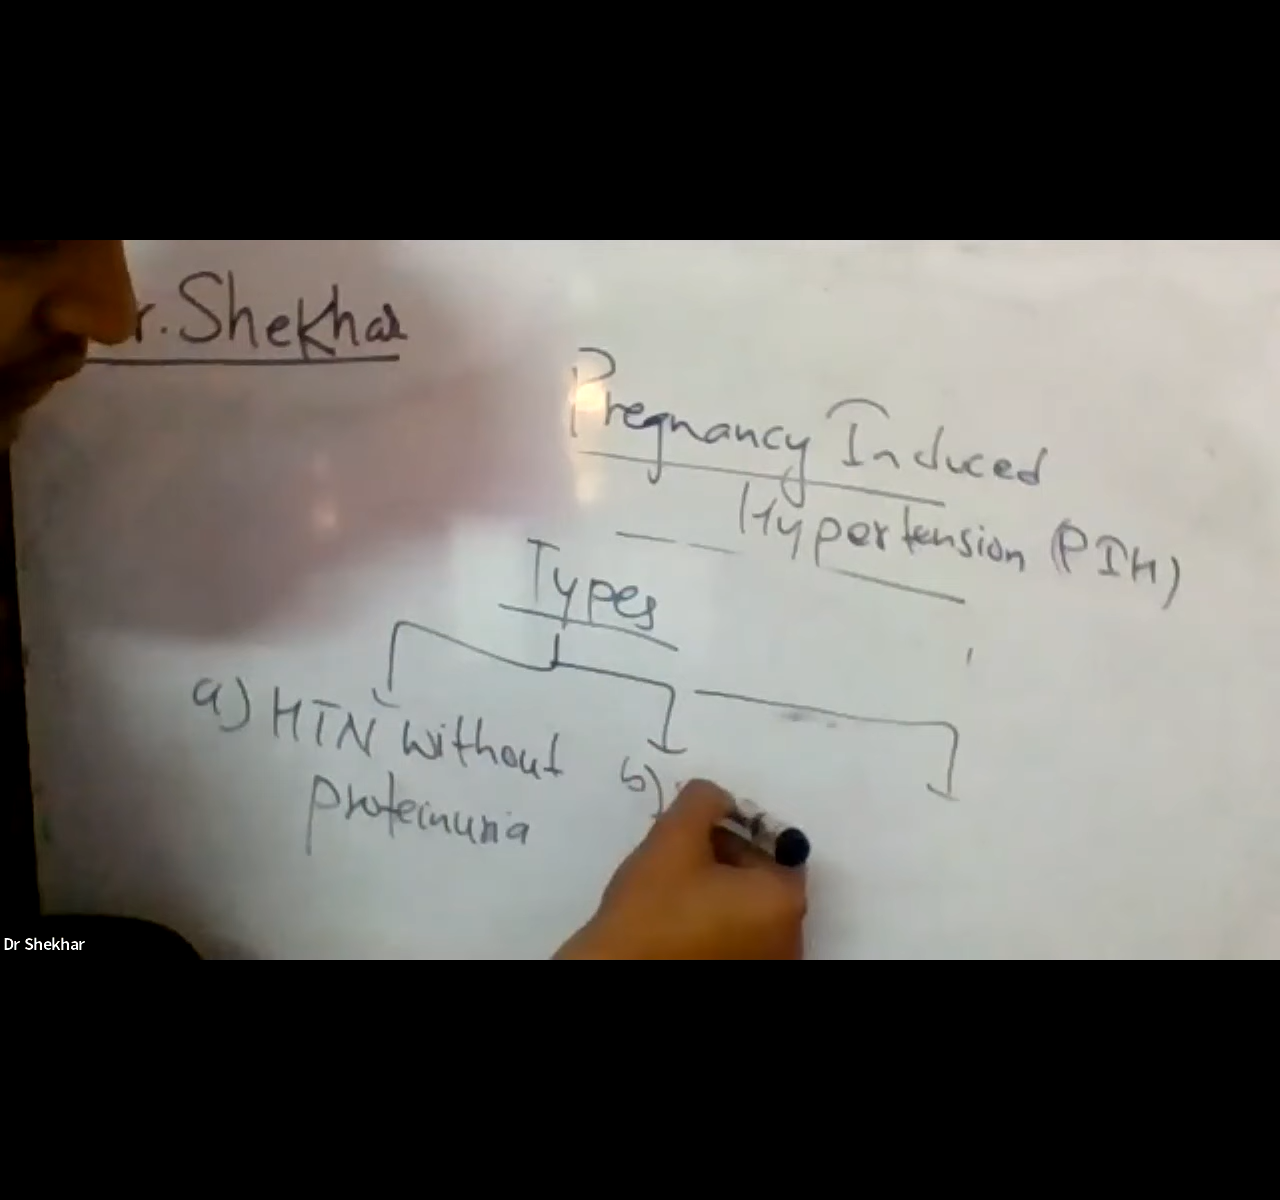 r. Shekhar
Pregnancy Induced
Hypertension (PIH)
Types
a) HTN without
proteinuria
b)
Dr Shekhar